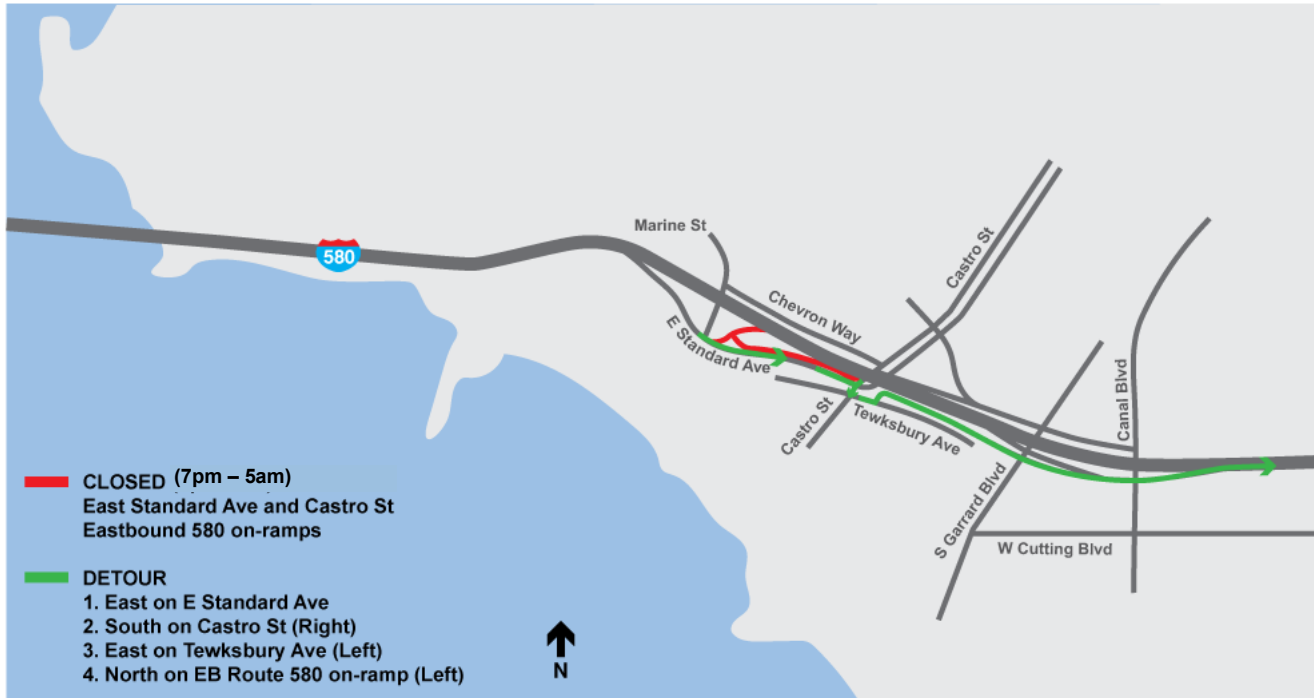 Marine St
580
Castro St
Chevron Way
E Standard Ave
Canal Blvd
Castro St
Tewksbury Ave
S Garrard Blvd
W Cutting Blvd
CLOSED (7pm – 5am)
East Standard Ave and Castro St
Eastbound 580 on-ramps
DETOUR
1. East on E Standard Ave
2. South on Castro St (Right)
3. East on Tewksbury Ave (Left)
4. North on EB Route 580 on-ramp (Left)
N